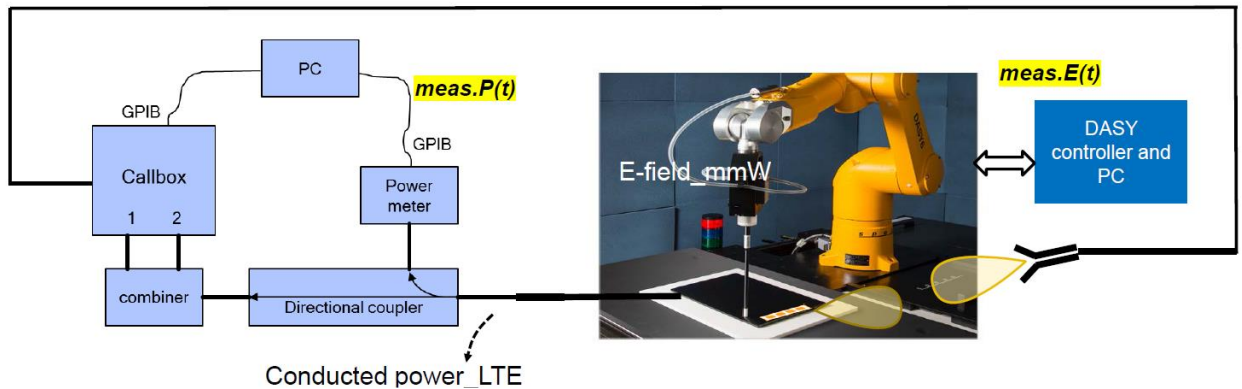 PC
meas.P(t)
meas.E(t)
GPIB
GPIB
Callbox
1 2
Power
meter
E-field_mmW
DASY6
DASY
controller and
PC
combiner
Directional coupler
Conducted power_LTE